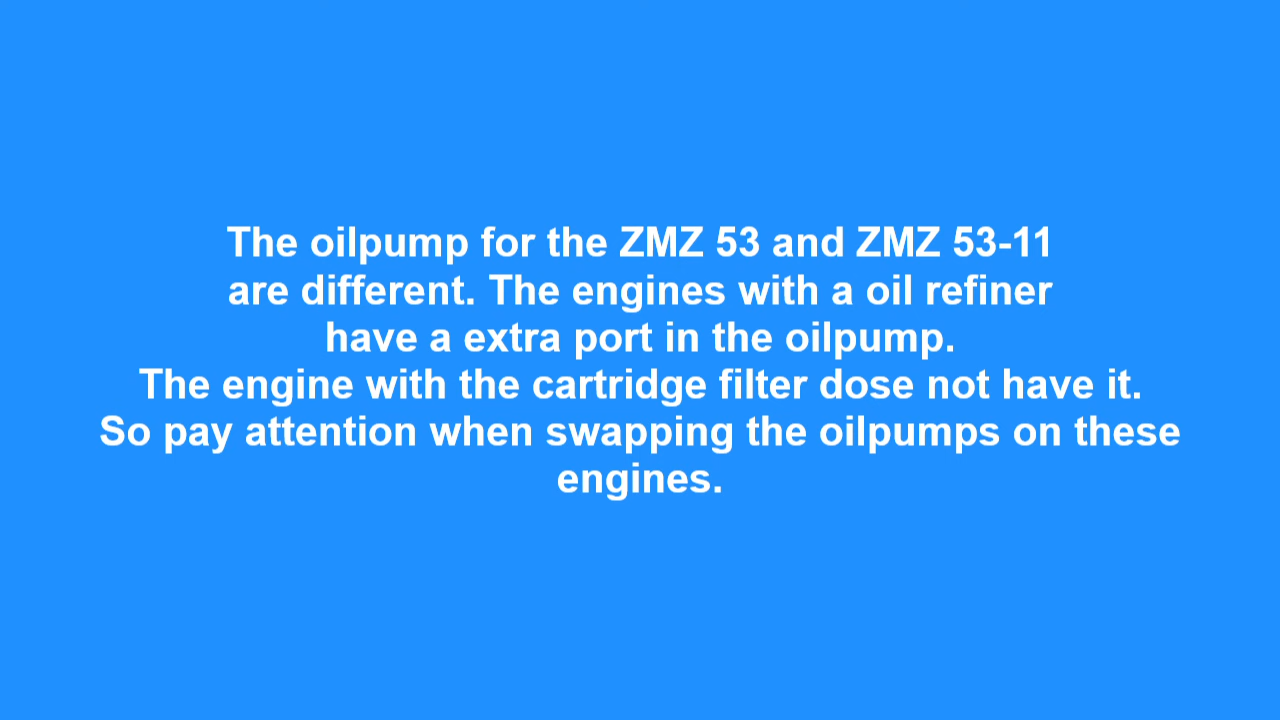 The oilpump for the ZMZ 53 and ZMZ 53-11
are different. The engines with a oil refiner
have a extra port in the oilpump.
The engine with the cartridge filter dose not have it.
So pay attention when swapping the oilpumps on these
engines.